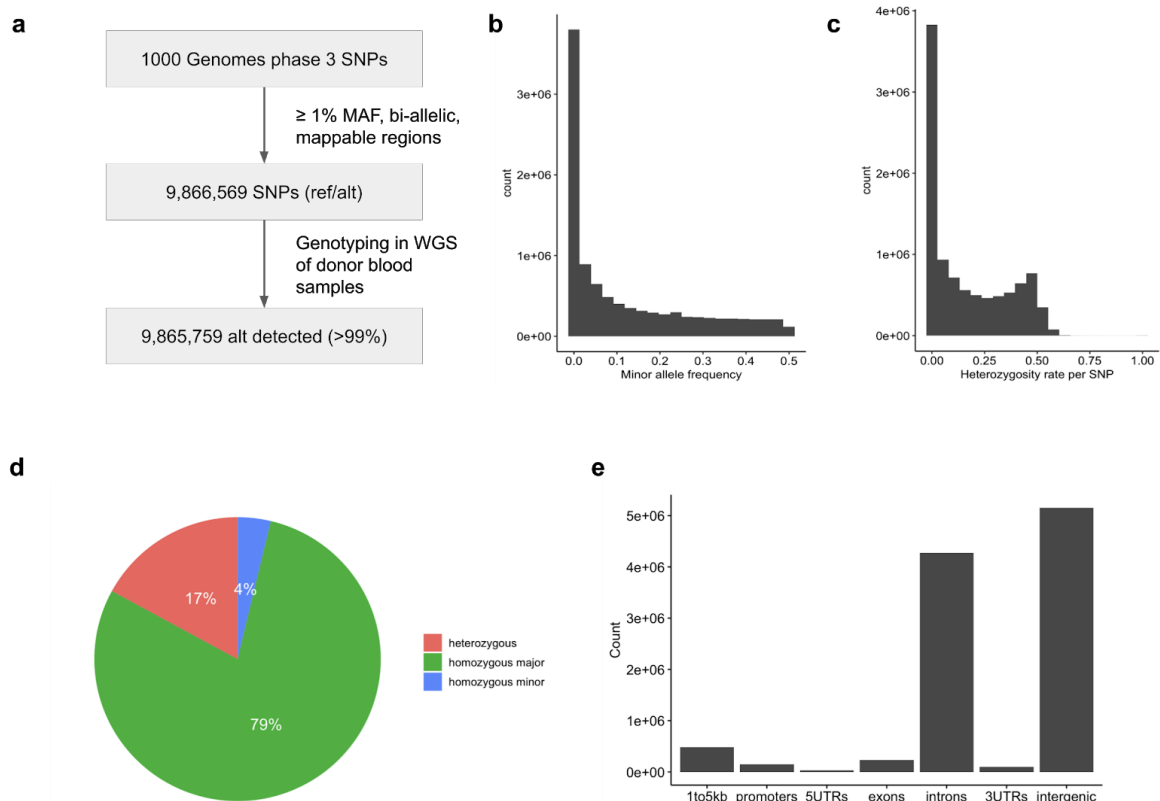 a
1000 Genomes phase 3 SNPs
≥ 1% MAF, bi-allelic,
mappable regions
9,866,569 SNPs (ref/alt)
Genotyping in WGS
of donor blood
samples
9,865,759 alt detected (>99%)
b
3e+06
2e+06
1e+06
0e+00
count
0.0 0.1 0.2 0.3 0.4 0.5
Minor allele frequency
c
4e+06
3e+06
2e+06
1e+06
0e+00
count
0.00 0.25 0.50 0.75 1.00
Heterozygosity rate per SNP
d
17%
4%
79%
heterozygous
homozygous major
homozygous minor
e
5e+06
4e+06
3e+06
2e+06
1e+06
0e+00
Count
1to5kb promoters 5UTRs exons introns 3UTRs intergenic